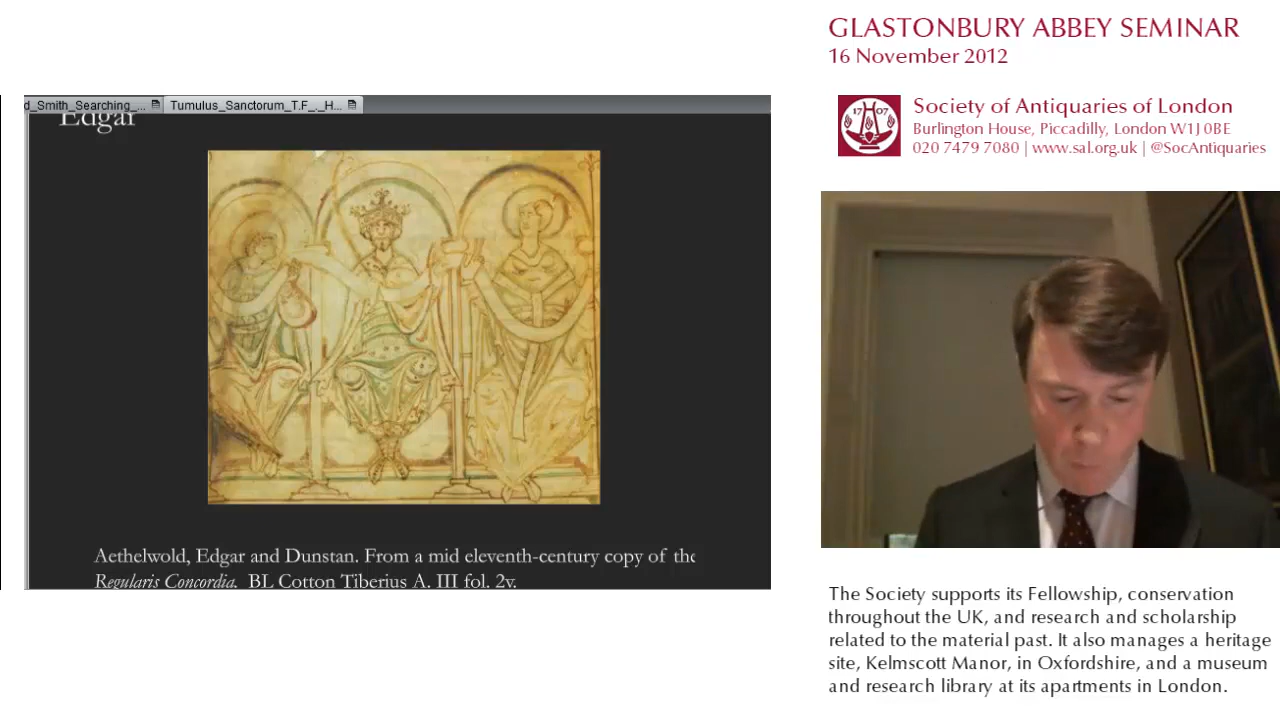 GLASTONBURY ABBEY SEMINAR
16 November 2012
Society of Antiquaries of London
Burlington House, Piccadilly, London W1J 0BE
020 7479 7080 | www.sal.org.uk | @SocAntiquaries
17 07
d_Smith_Searching_...
Tumulus_Sanctorum_T.F_._H...
Edgar
Aethelwold, Edgar and Dunstan. From a mid eleventh-century copy of the
Regularis Concordia. BL Cotton Tiberius A. III fol. 2v.
The Society supports its Fellowship, conservation
throughout the UK, and research and scholarship
related to the material past. It also manages a heritage
site, Kelmscott Manor, in Oxfordshire, and a museum
and research library at its apartments in London.